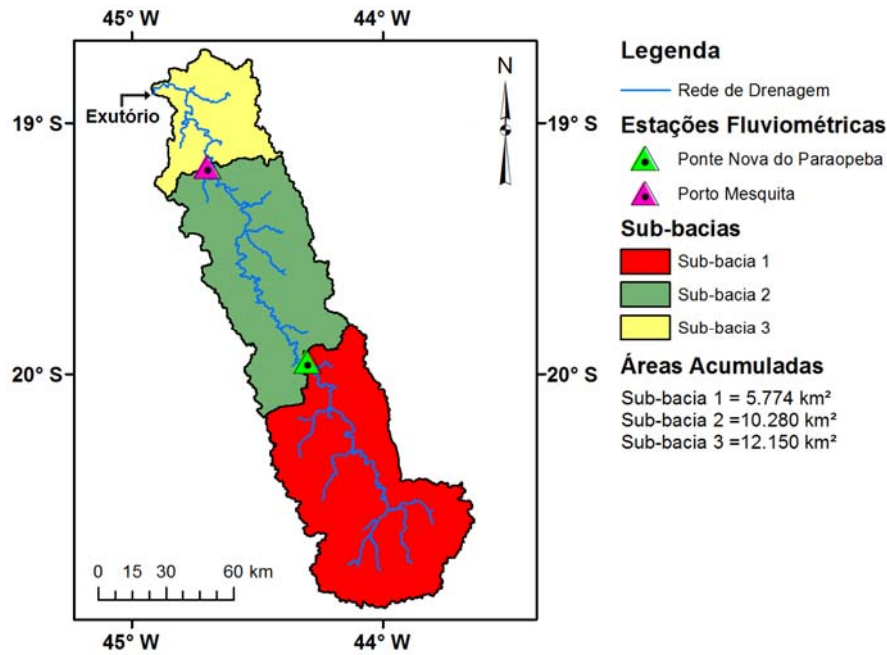 45° W
44° W
19° S
19° S
Exutório
N
20° S
20° S
0 15 30 60 km
45° W
44° W
Legenda
Rede de Drenagem
Estações Fluviométricas
Ponte Nova do Paraopeba
Porto Mesquita
Sub-bacias
Sub-bacia 1
Sub-bacia 2
Sub-bacia 3
Áreas Acumuladas
Sub-bacia 1 = 5.774 km²
Sub-bacia 2 = 10.280 km²
Sub-bacia 3 =12.150 km²